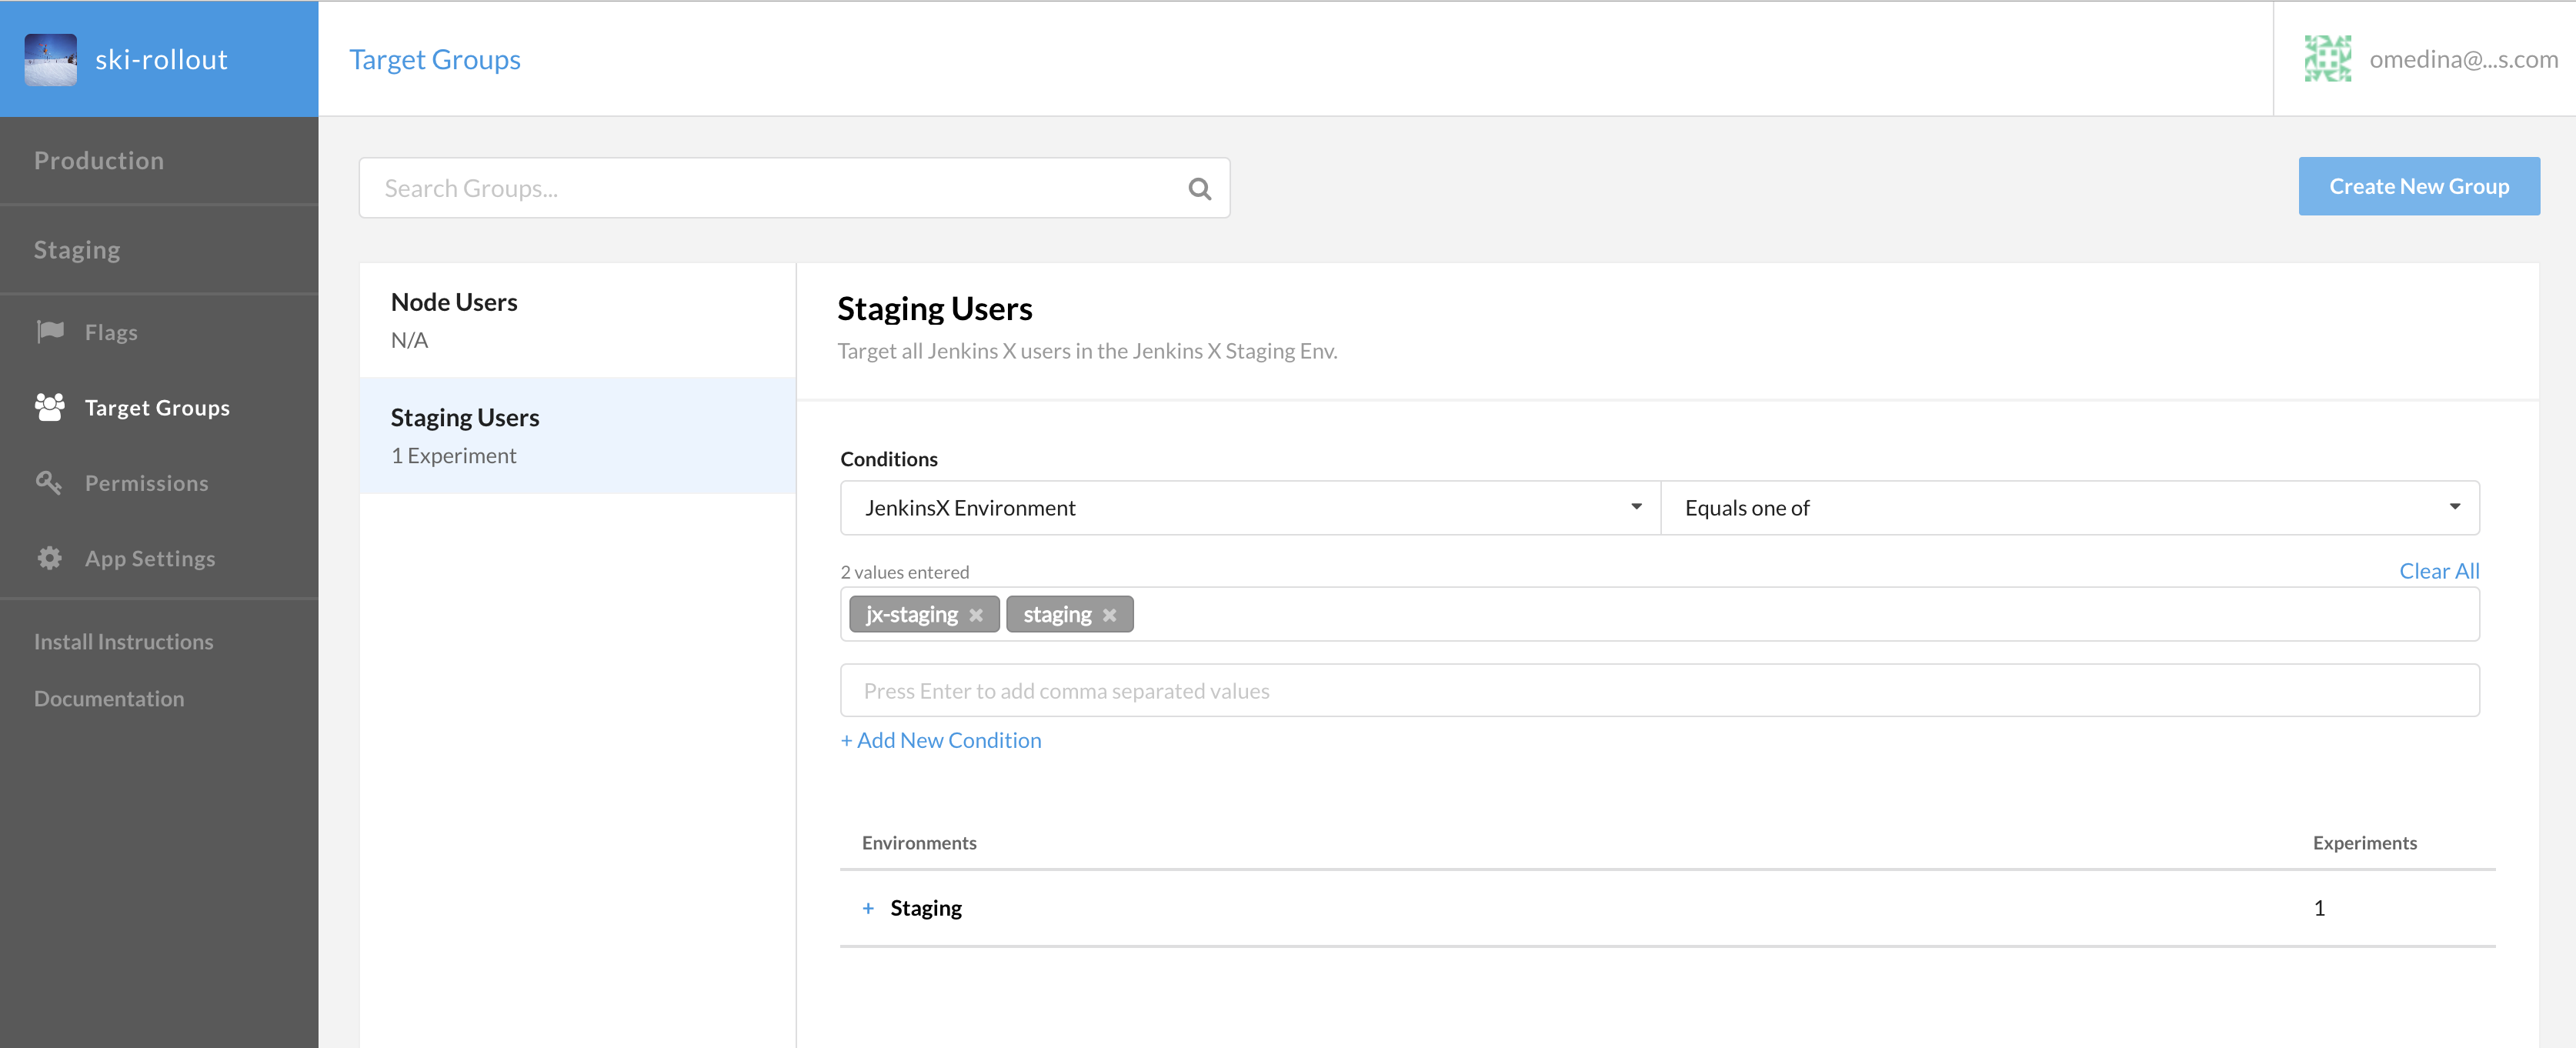 ski-rollout
Target Groups
omedina@...s.com
Production
Staging
Flags
Target Groups
Permissions
App Settings
Install Instructions
Documentation
Search Groups...
Create New Group
Node Users
N/A
Staging Users
1 Experiment
Staging Users
Target all Jenkins X users in the Jenkins X Staging Env.
Conditions
JenkinsX Environment
Equals one of
2 values entered
Clear All
jx-staging
staging
Press Enter to add comma separated values
+ Add New Condition
Environments
Experiments
+ Staging
1